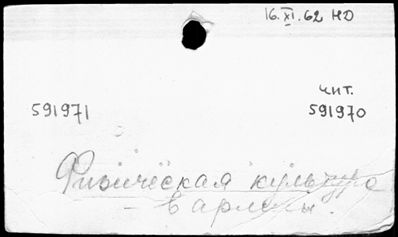 16.XI.62 НО
чит.
591971 591970
Физическая культура
в армии.